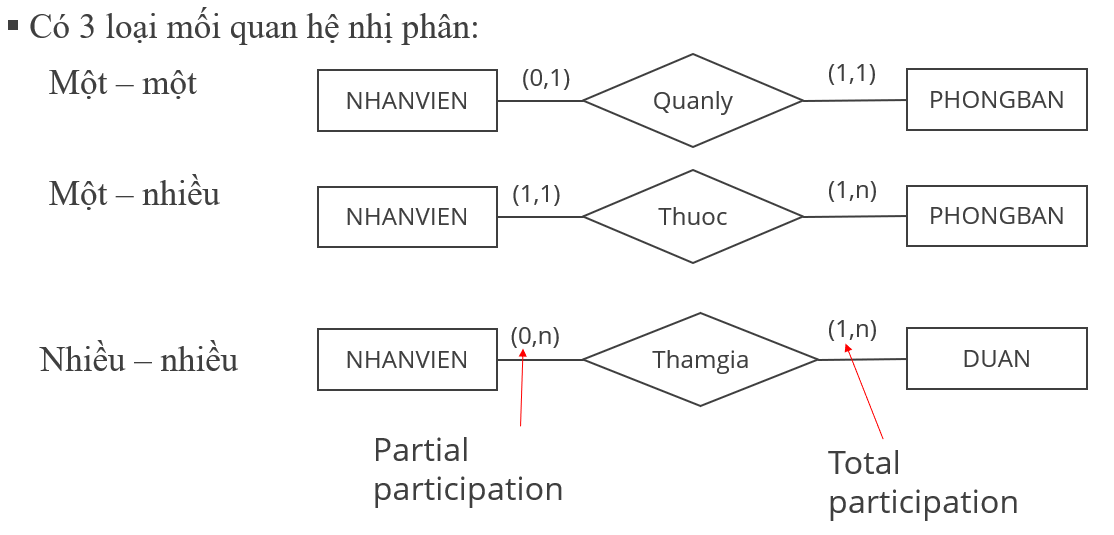 ▪ Có 3 loại mối quan hệ nhị phân:
Một – một
NHANVIEN
(0,1)
Quanly
(1,1)
PHONGBAN
Một – nhiều
NHANVIEN
(1,1)
Thuoc
(1,n)
PHONGBAN
Nhiều – nhiều
NHANVIEN
(0,n)
Thamgia
(1,n)
DUAN
Partial
participation
Total
participation